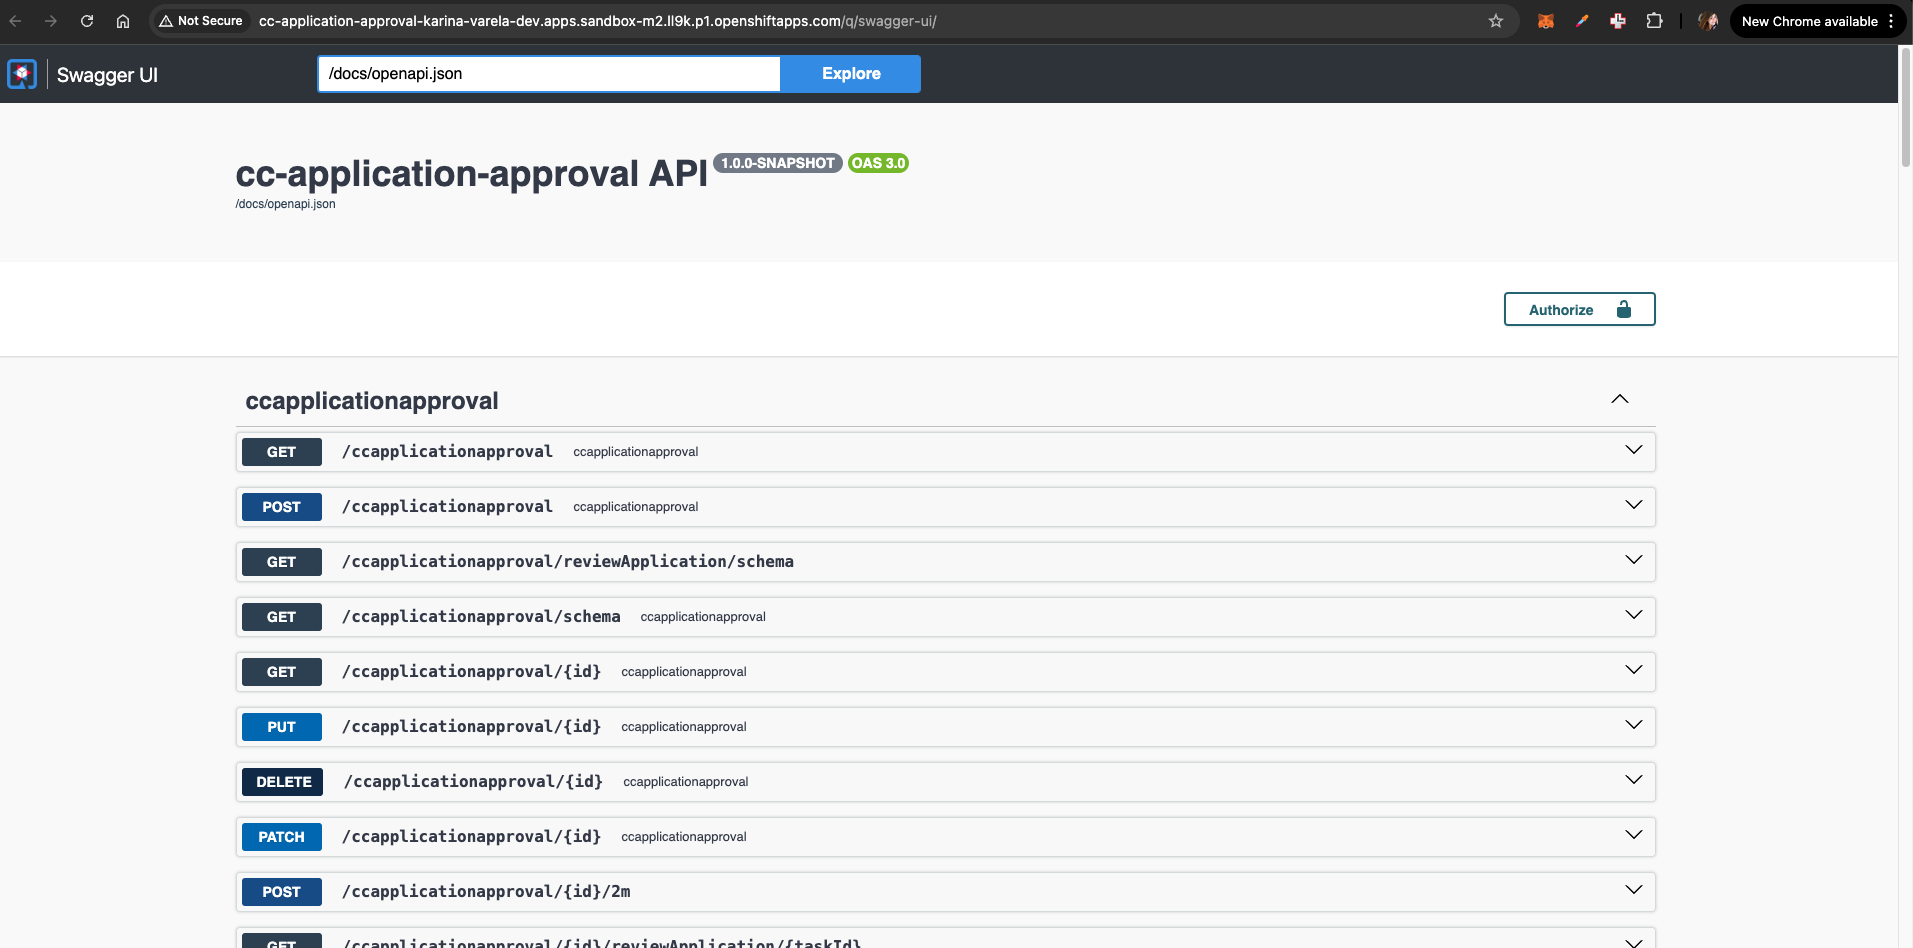 Not Secure cc-application-approval-karina-varela-dev.apps.sandbox-m2.ll9k.p1.openshiftapps.com/q/swagger-ui/ New Chrome available
Swagger UI /docs/openapi.json Explore
cc-application-approval API 1.0.0-SNAPSHOT OAS 3.0
/docs/openapi.json
Authorize
ccapplicationapproval
GET /ccapplicationapproval ccapplicationapproval
POST /ccapplicationapproval ccapplicationapproval
GET /ccapplicationapproval/reviewApplication/schema
GET /ccapplicationapproval/schema ccapplicationapproval
GET /ccapplicationapproval/{id} ccapplicationapproval
PUT /ccapplicationapproval/{id} ccapplicationapproval
DELETE /ccapplicationapproval/{id} ccapplicationapproval
PATCH /ccapplicationapproval/{id} ccapplicationapproval
POST /ccapplicationapproval/{id}/2m
GET /ccapplicationapproval/{id}/reviewApplication/{taskId}